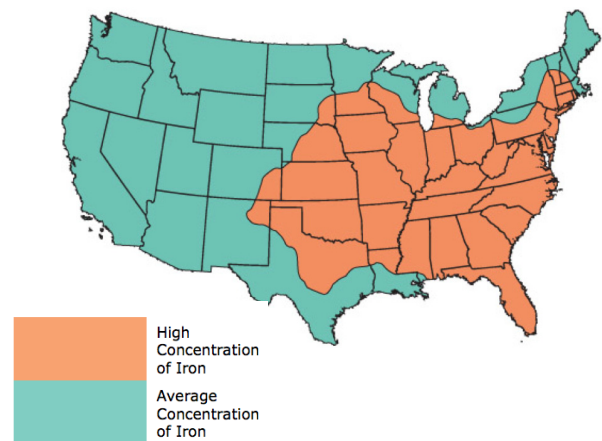 High
Concentration
of Iron
Average
Concentration
of Iron